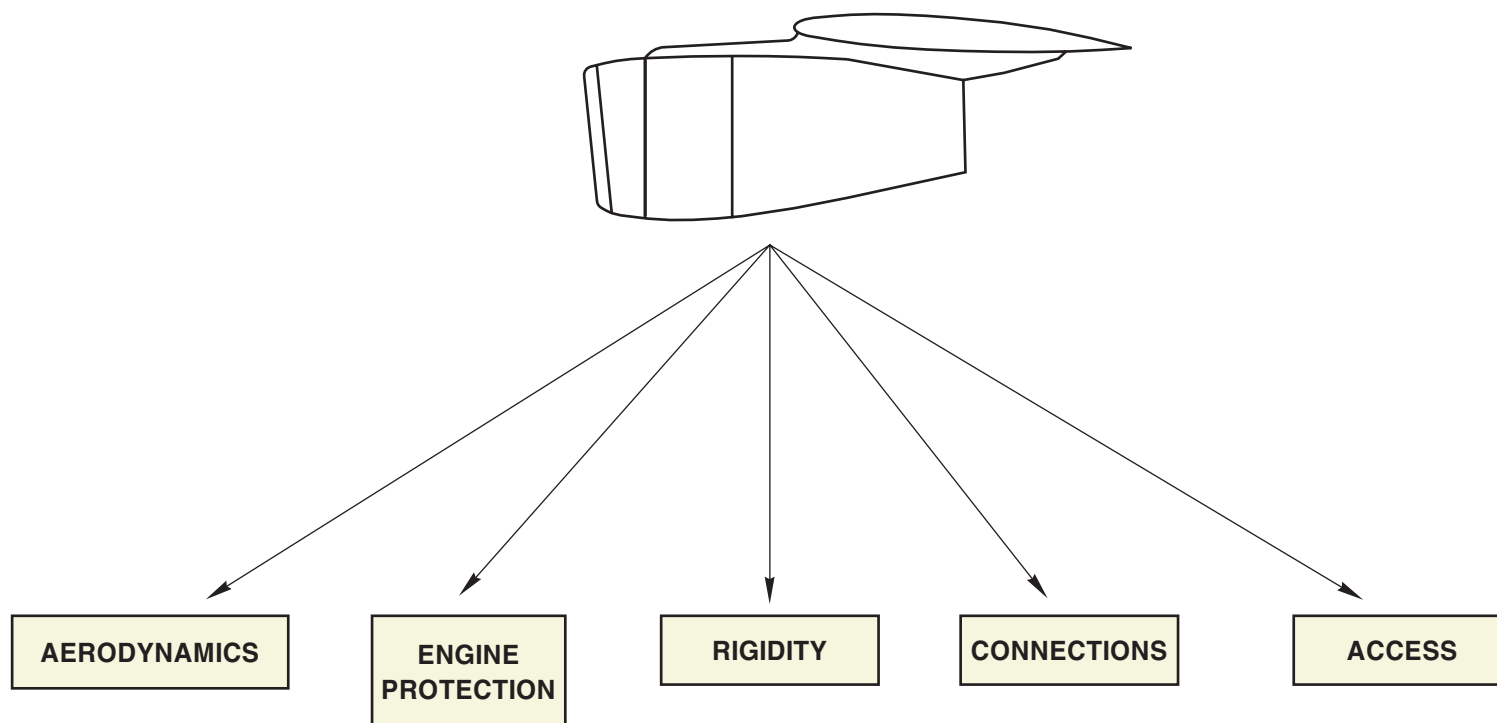 AERODYNAMICS
ENGINE
PROTECTION
RIGIDITY
CONNECTIONS
ACCESS